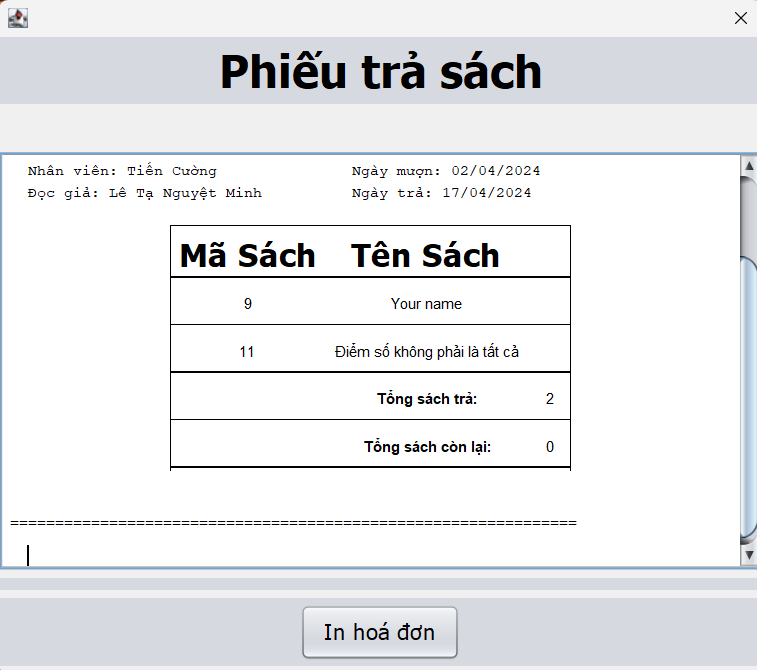 Phiếu trả sách
Nhân viên: Tiến Cường Ngày mượn: 02/04/2024
Đọc giả: Lê Tạ Nguyệt Minh Ngày trả: 17/04/2024
Mã Sách Tên Sách
9 Your name
11 Điểm số không phải là tất cả
Tổng sách trả: 2
Tổng sách còn lại: 0
===============================================================
In hoá đơn